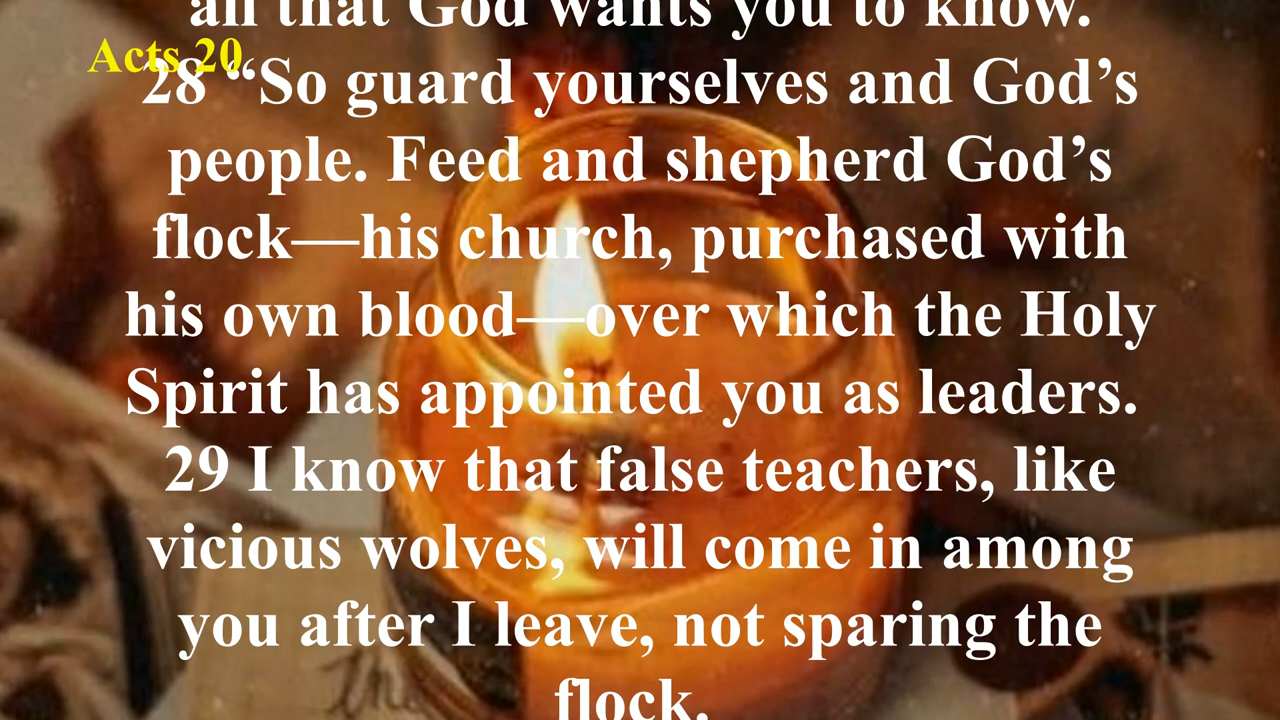 all that God wants you to know.
Acts 20
28 “So guard yourselves and God’s
people. Feed and shepherd God’s
flock—his church, purchased with
his own blood—over which the Holy
Spirit has appointed you as leaders.
29 I know that false teachers, like
vicious wolves, will come in among
you after I leave, not sparing the
flock.